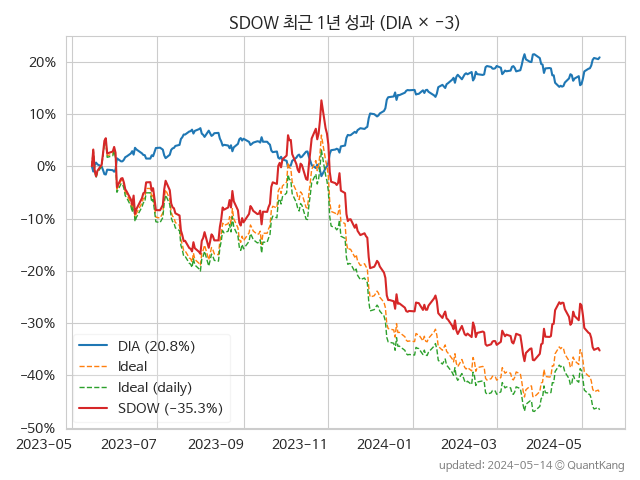 SDOW 최근 1년 성과 (DIA × −3)
20%
10%
0%
−10%
−20%
−30%
−40%
−50%
DIA (20.8%)
Ideal
Ideal (daily)
SDOW (−35.3%)
2023-05
2023-07
2023-09
2023-11
2024-01
2024-03
2024-05
updated: 2024-05-14 © QuantKang